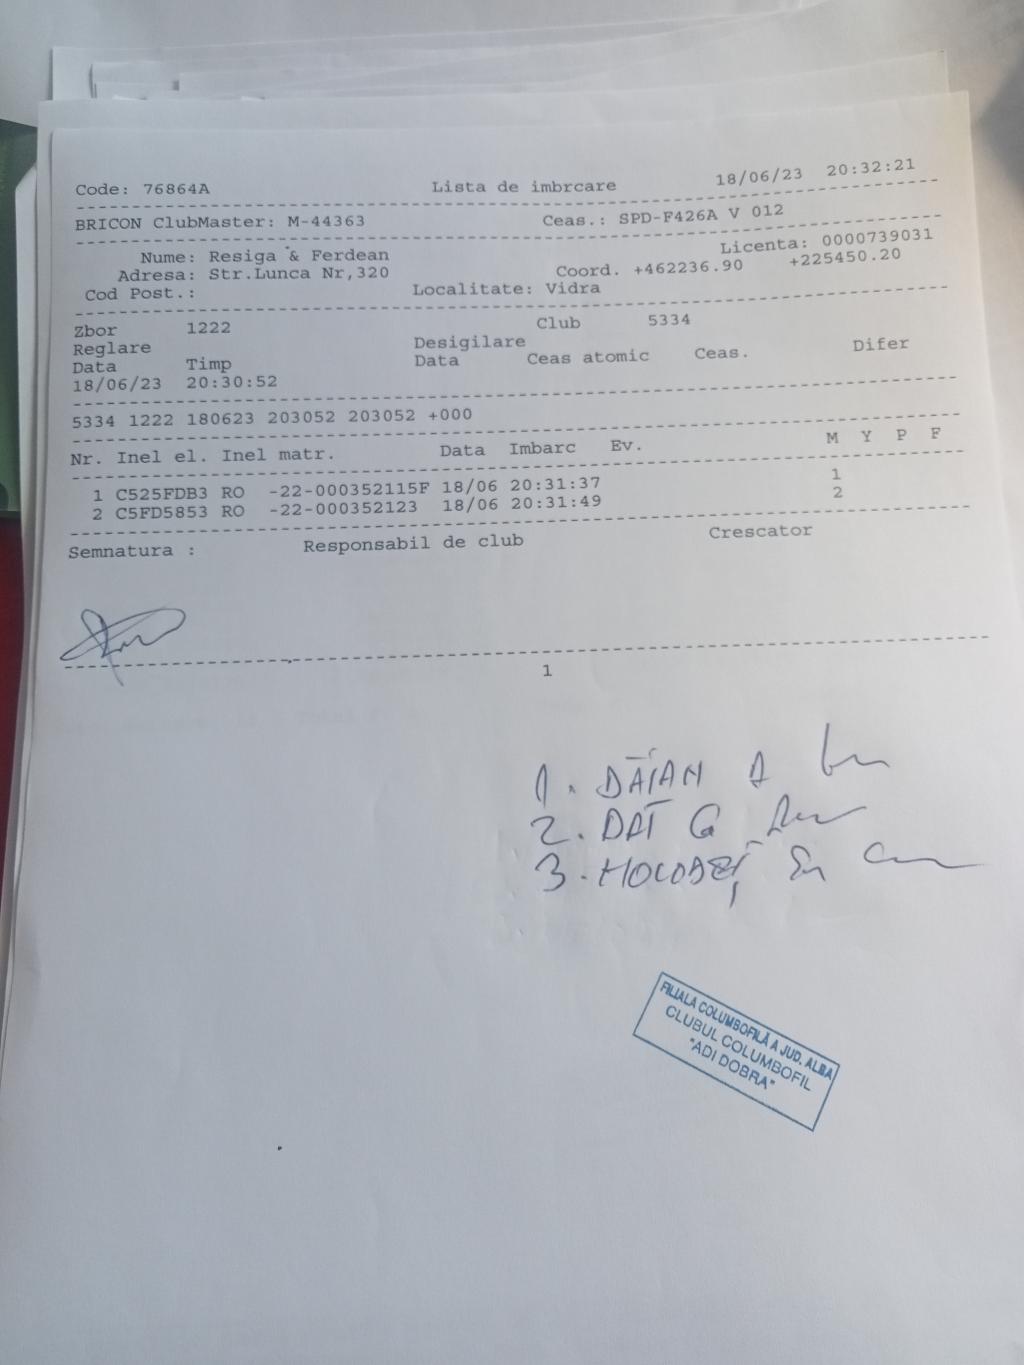 Code: 76864A Lista de imbrcare 18/06/23 20:32:21
BRICON ClubMaster: M-44363 Ceas.: SPD-F426A V 012
Nume: Resiga & Ferdean Licenta: 0000739031
Adresa: Str.Lunca Nr,320 Coord. +462236.90 +225450.20
Cod Post.: Localitate: Vidra
Zbor 1222 Club 5334
Reglare Desigilare
Data Timp Data Ceas atomic Ceas. Difer
18/06/23 20:30:52
5334 1222 180623 203052 203052 +000
Nr. Inel el. Inel matr. Data Imbarc Ev. M Y P F
1 C525FDB3 RO -22-000352115F 18/06 20:31:37 1
2 C5FD5853 RO -22-000352123 18/06 20:31:49 2
Semnatura : Responsabil de club Crescator
1
1. DĂIAN A
2. DAT G
3.
FILIALA COLUMBOFILĂ A JUD. ALBA
CLUBUL COLUMBOFIL
"ADI DOBRA"